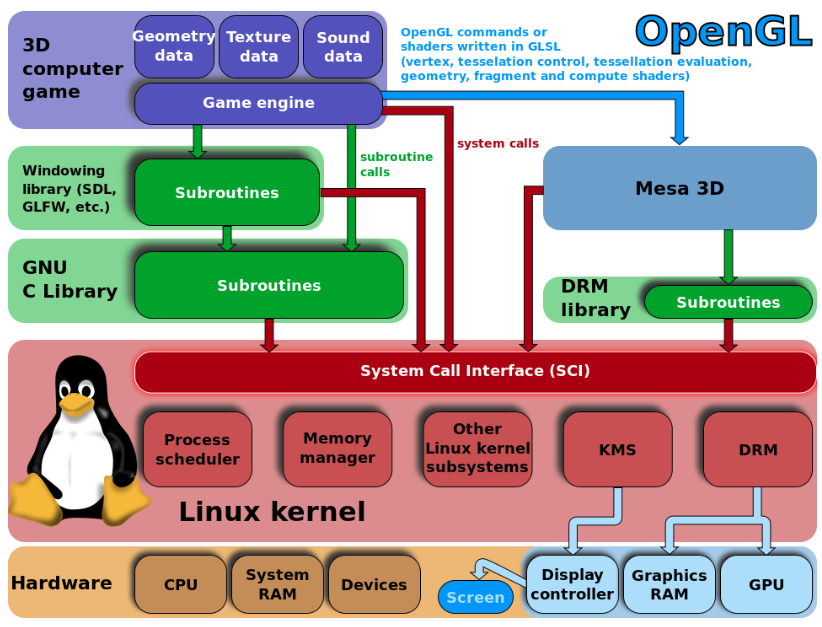 3D
computer
game
Geometry
data
Texture
data
Sound
data
Game engine
OpenGL commands or
shaders written in GLSL
(vertex, tesselation control, tessellation evaluation,
geometry, fragment and compute shaders)
OpenGL
subroutine
calls
system calls
Windowing
library (SDL,
GLFW, etc.)
Subroutines
Mesa 3D
GNU
C Library
Subroutines
DRM
library
Subroutines
System Call Interface (SCI)
Process
scheduler
Memory
manager
Other
Linux kernel
subsystems
KMS
DRM
Linux kernel
Hardware
CPU
System
RAM
Devices
Screen
Display
controller
Graphics
RAM
GPU